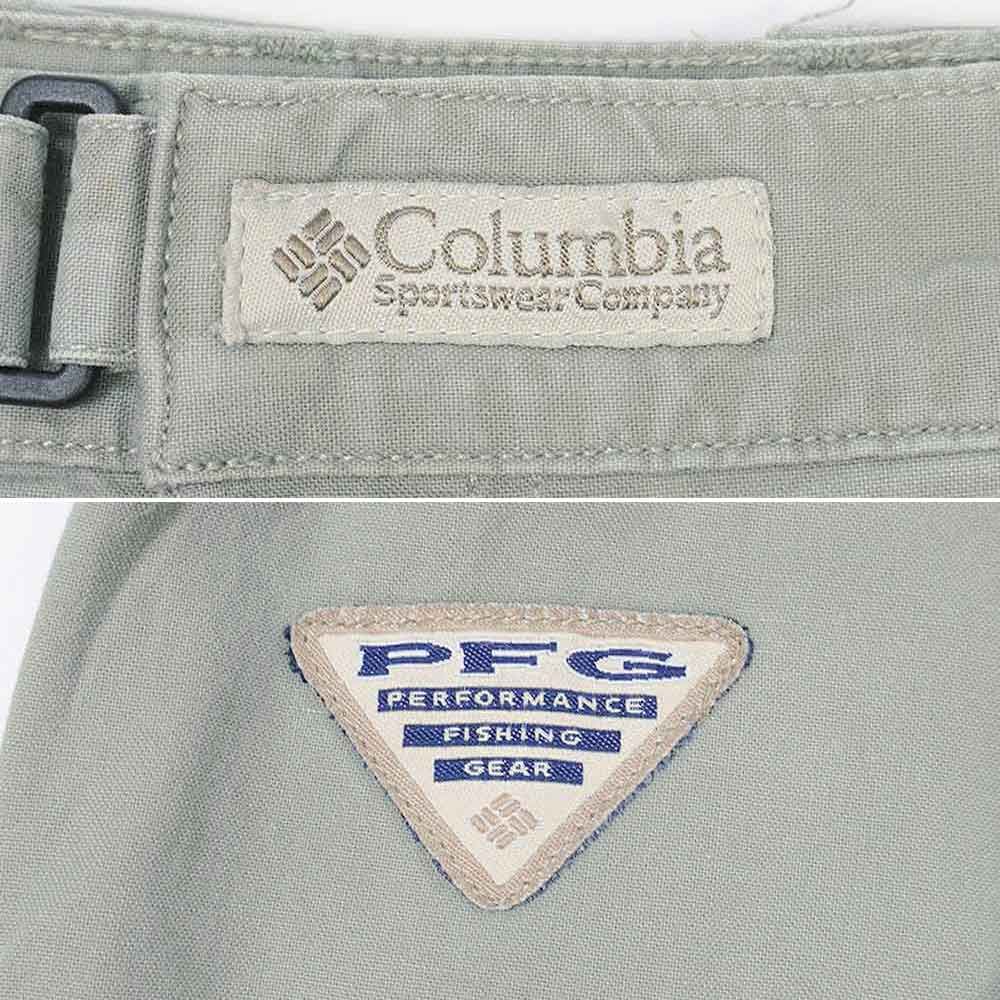 Columbia
Sportswear Company
PFG
PERFORMANCE
FISHING
GEAR